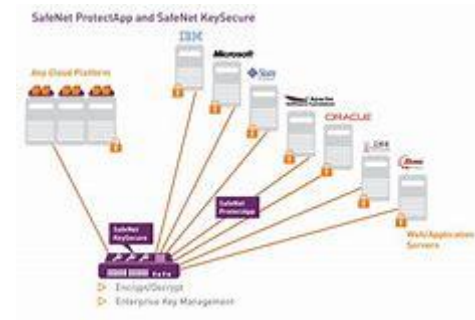 SafeNet ProtectApp and SafeNet KeySecure
IBM
Microsoft
Any Cloud Platform
Sun
ORACLE
SafeNet
ProtectApp
SafeNet
KeySecure
Web/Application
Servers
Encrypt/Decrypt
Enterprise Key Management